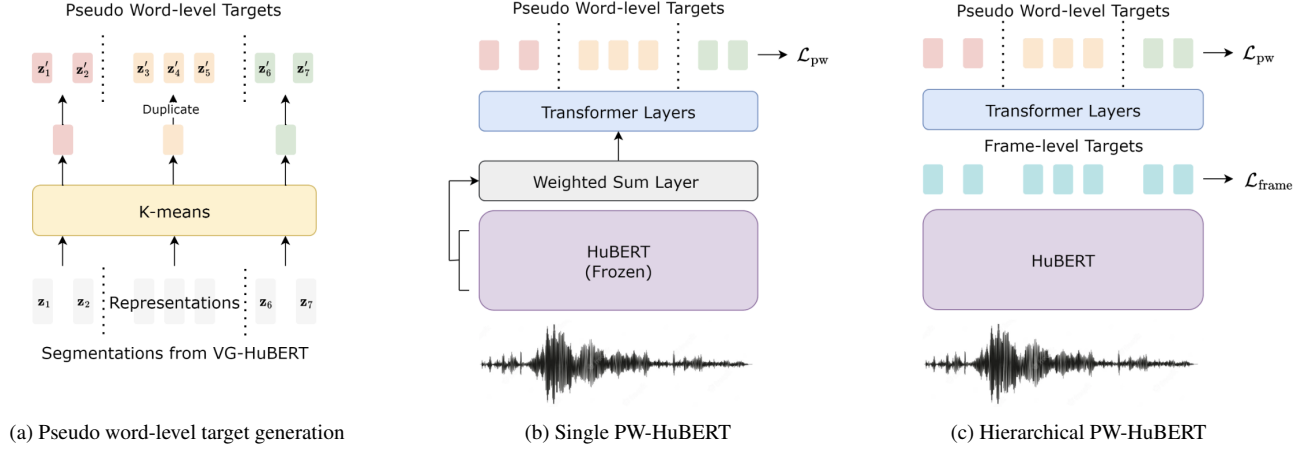 Pseudo Word-level Targets
z′₁ z′₂ z′₃ z′₄ z′₅ z′₆ z′₇
Duplicate
K-means
z₁ z₂ Representations z₆ z₇
Segmentations from VG-HuBERT
(a) Pseudo word-level target generation
Pseudo Word-level Targets
ℒpw
Transformer Layers
Weighted Sum Layer
HuBERT
(Frozen)
(b) Single PW-HuBERT
Pseudo Word-level Targets
ℒpw
Transformer Layers
Frame-level Targets
ℒframe
HuBERT
(c) Hierarchical PW-HuBERT